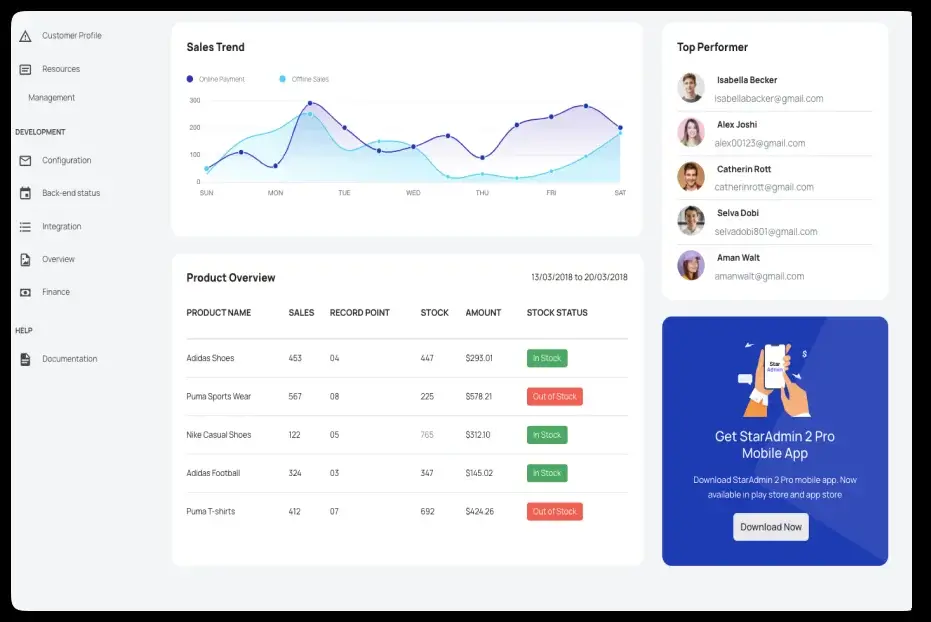 Customer Profile
Resources
Management
DEVELOPMENT
Configuration
Back-end status
Integration
Overview
Finance
HELP
Documentation
Sales Trend
Online Payment Offline Sales
300
200
100
0
SUN MON TUE WED THU FRI SAT
Product Overview 13/03/2018 to 20/03/2018
PRODUCT NAME SALES RECORD POINT STOCK AMOUNT STOCK STATUS
Adidas Shoes 453 04 447 $293.01 In Stock
Puma Sports Wear 567 08 225 $578.21 Out of Stock
Nike Casual Shoes 122 05 765 $312.10 In Stock
Adidas Football 324 03 347 $145.02 In Stock
Puma T-shirts 412 07 692 $424.26 Out of Stock
Top Performer
Isabella Becker
isabellabacker@gmail.com
Alex Joshi
alex00123@gmail.com
Catherin Rott
catherinrott@gmail.com
Selva Dobi
selvadobi801@gmail.com
Aman Walt
amanwalt@gmail.com
$
Star
Admin
Get StarAdmin 2 Pro
Mobile App
Download StarAdmin 2 Pro mobile app. Now
available in play store and app store
Download Now